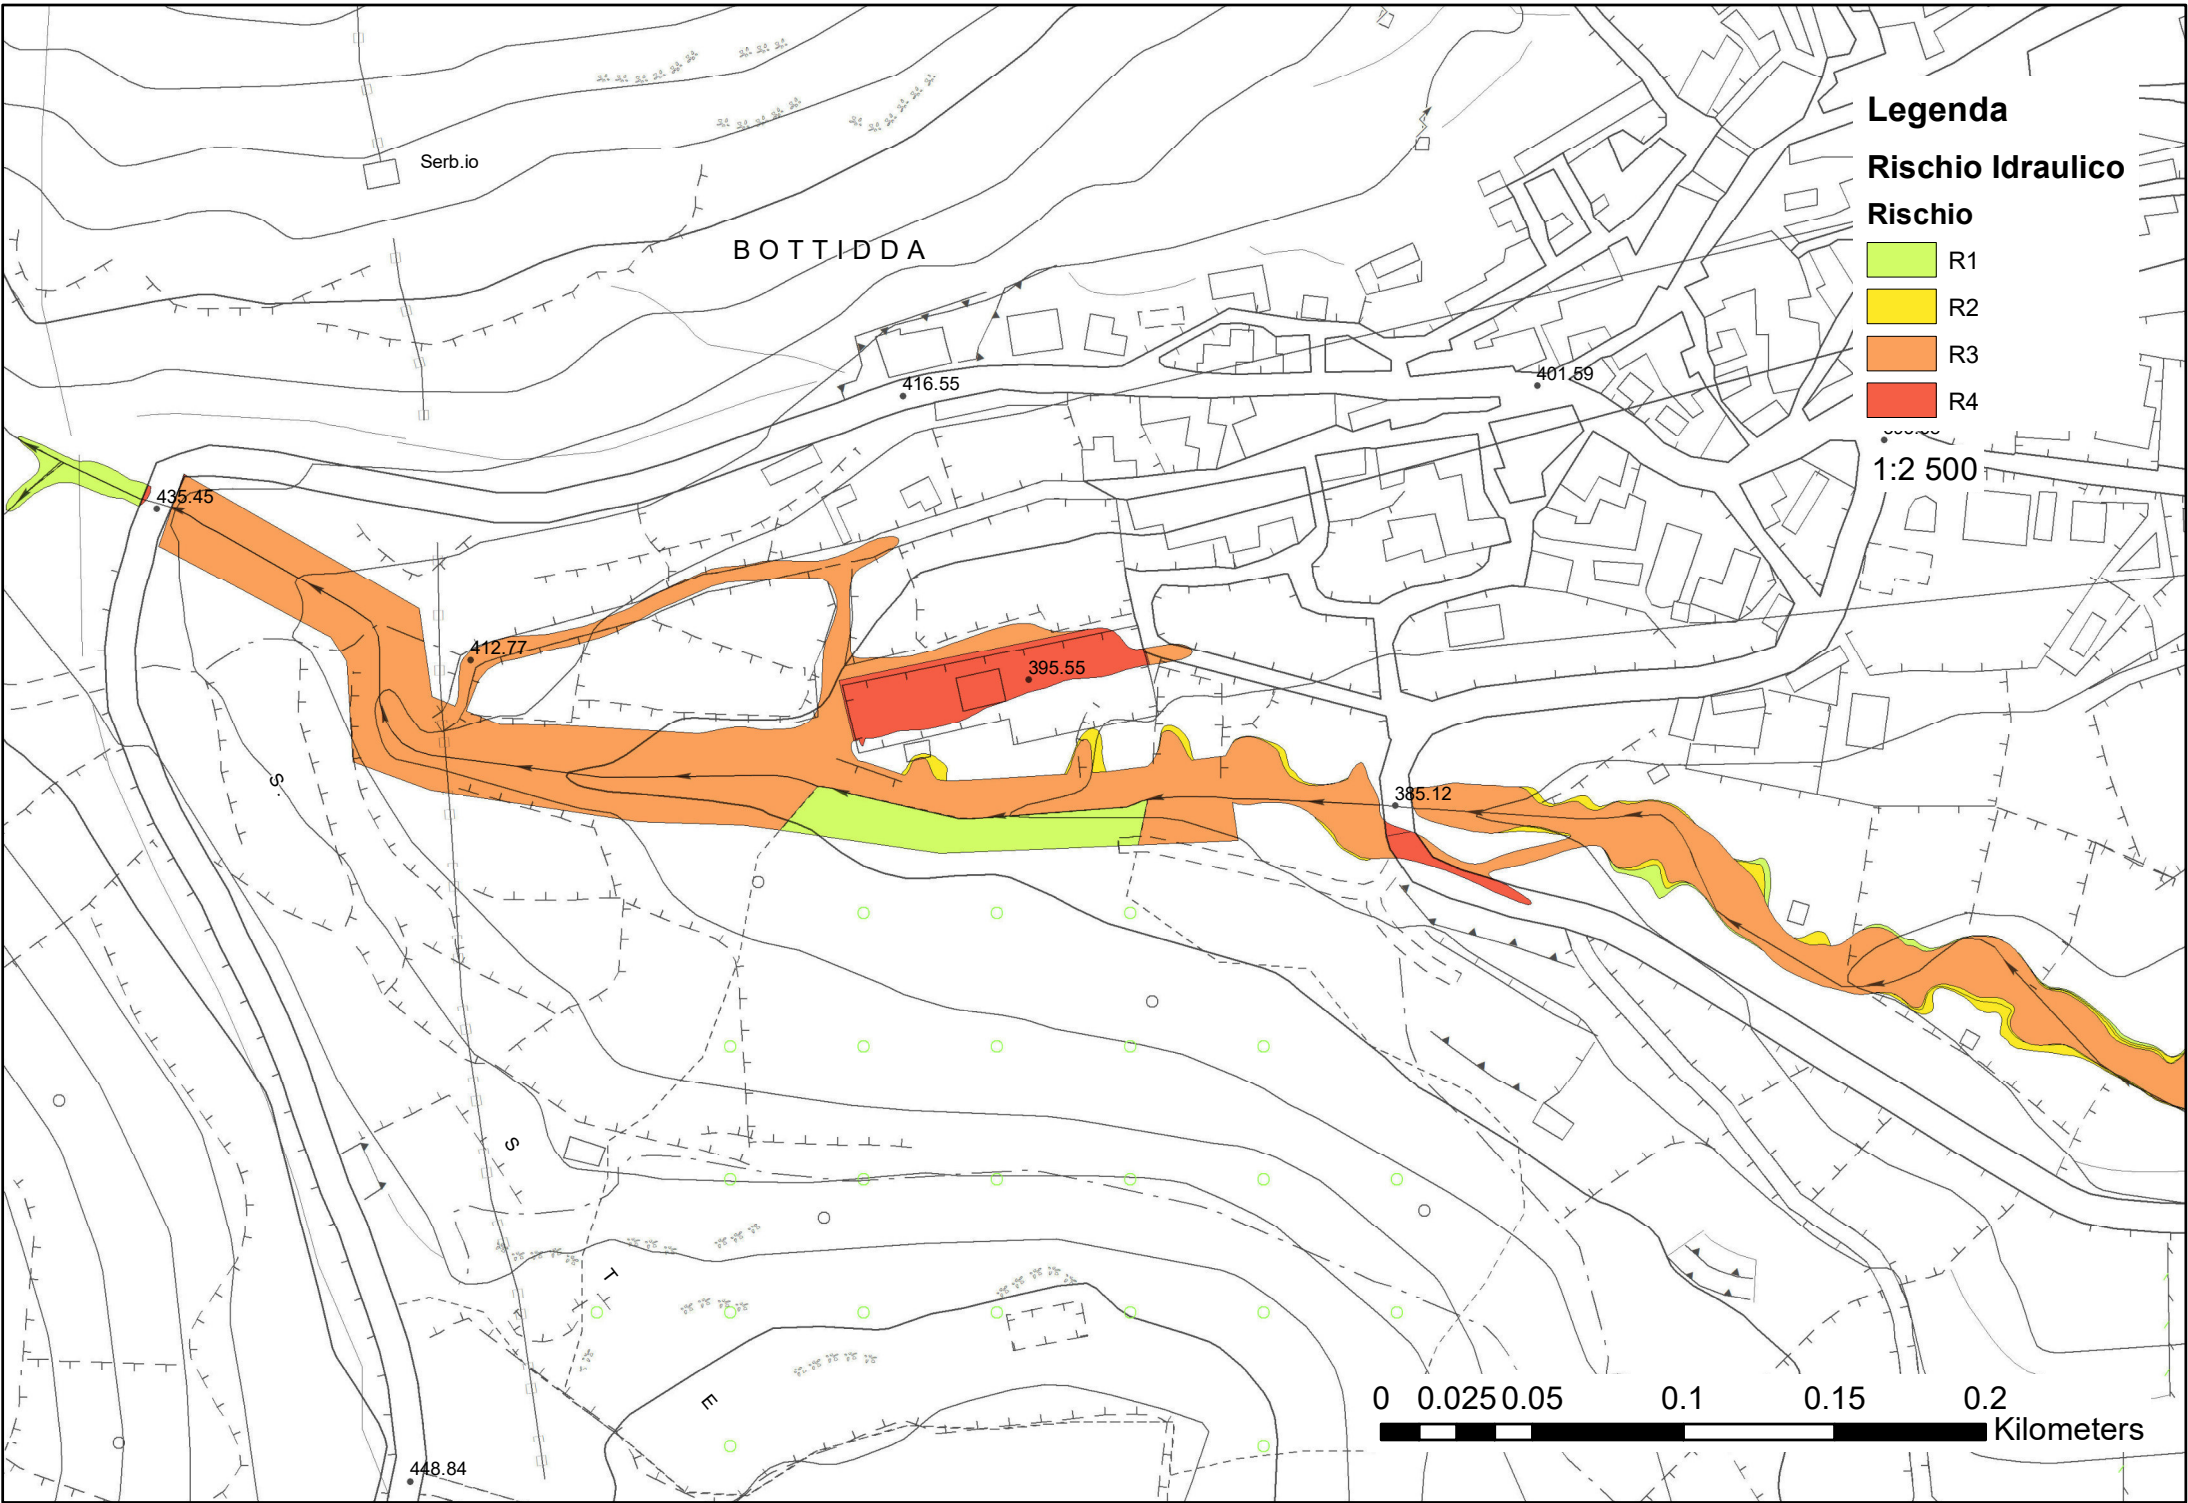 Legenda
Rischio Idraulico
Rischio
R1
R2
R3
R4
1:2 500
Serb.io
BOTTIDDA
416.55
401.59
435.45
412.77
395.55
385.12
S.
S
T
E
448.84
0 0.025 0.05 0.1 0.15 0.2
Kilometers